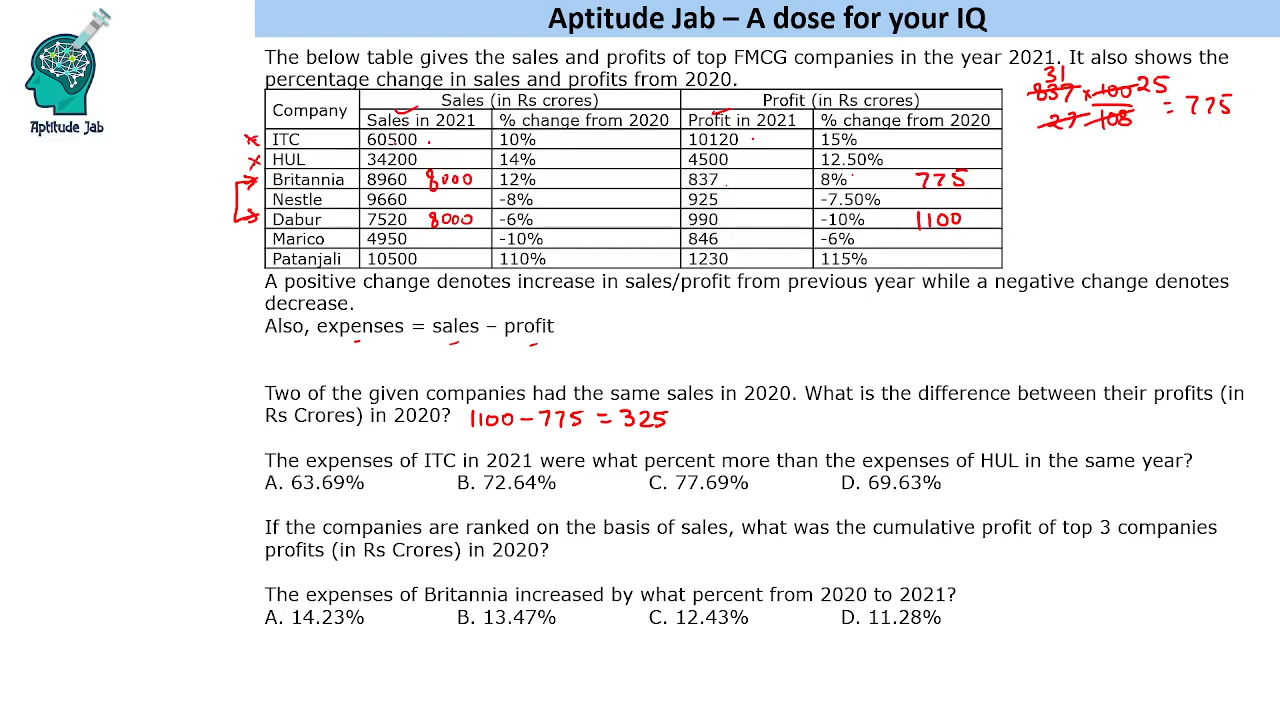 Aptitude Jab – A dose for your IQ
Aptitude Jab
The below table gives the sales and profits of top FMCG companies in the year 2021. It also shows the
percentage change in sales and profits from 2020.
31
837 × 100 25
27 108 = 775
Company Sales (in Rs crores) Profit (in Rs crores)
Sales in 2021 % change from 2020 Profit in 2021 % change from 2020
× ITC 60500 10% 10120 15%
× HUL 34200 14% 4500 12.50%
Britannia 8960 8000 12% 837 8% 775
Nestle 9660 -8% 925 -7.50%
Dabur 7520 8000 -6% 990 -10% 1100
Marico 4950 -10% 846 -6%
Patanjali 10500 110% 1230 115%
A positive change denotes increase in sales/profit from previous year while a negative change denotes
decrease.
Also, expenses = sales – profit
Two of the given companies had the same sales in 2020. What is the difference between their profits (in
Rs Crores) in 2020? 1100 – 775 = 325
The expenses of ITC in 2021 were what percent more than the expenses of HUL in the same year?
A. 63.69% B. 72.64% C. 77.69% D. 69.63%
If the companies are ranked on the basis of sales, what was the cumulative profit of top 3 companies
profits (in Rs Crores) in 2020?
The expenses of Britannia increased by what percent from 2020 to 2021?
A. 14.23% B. 13.47% C. 12.43% D. 11.28%